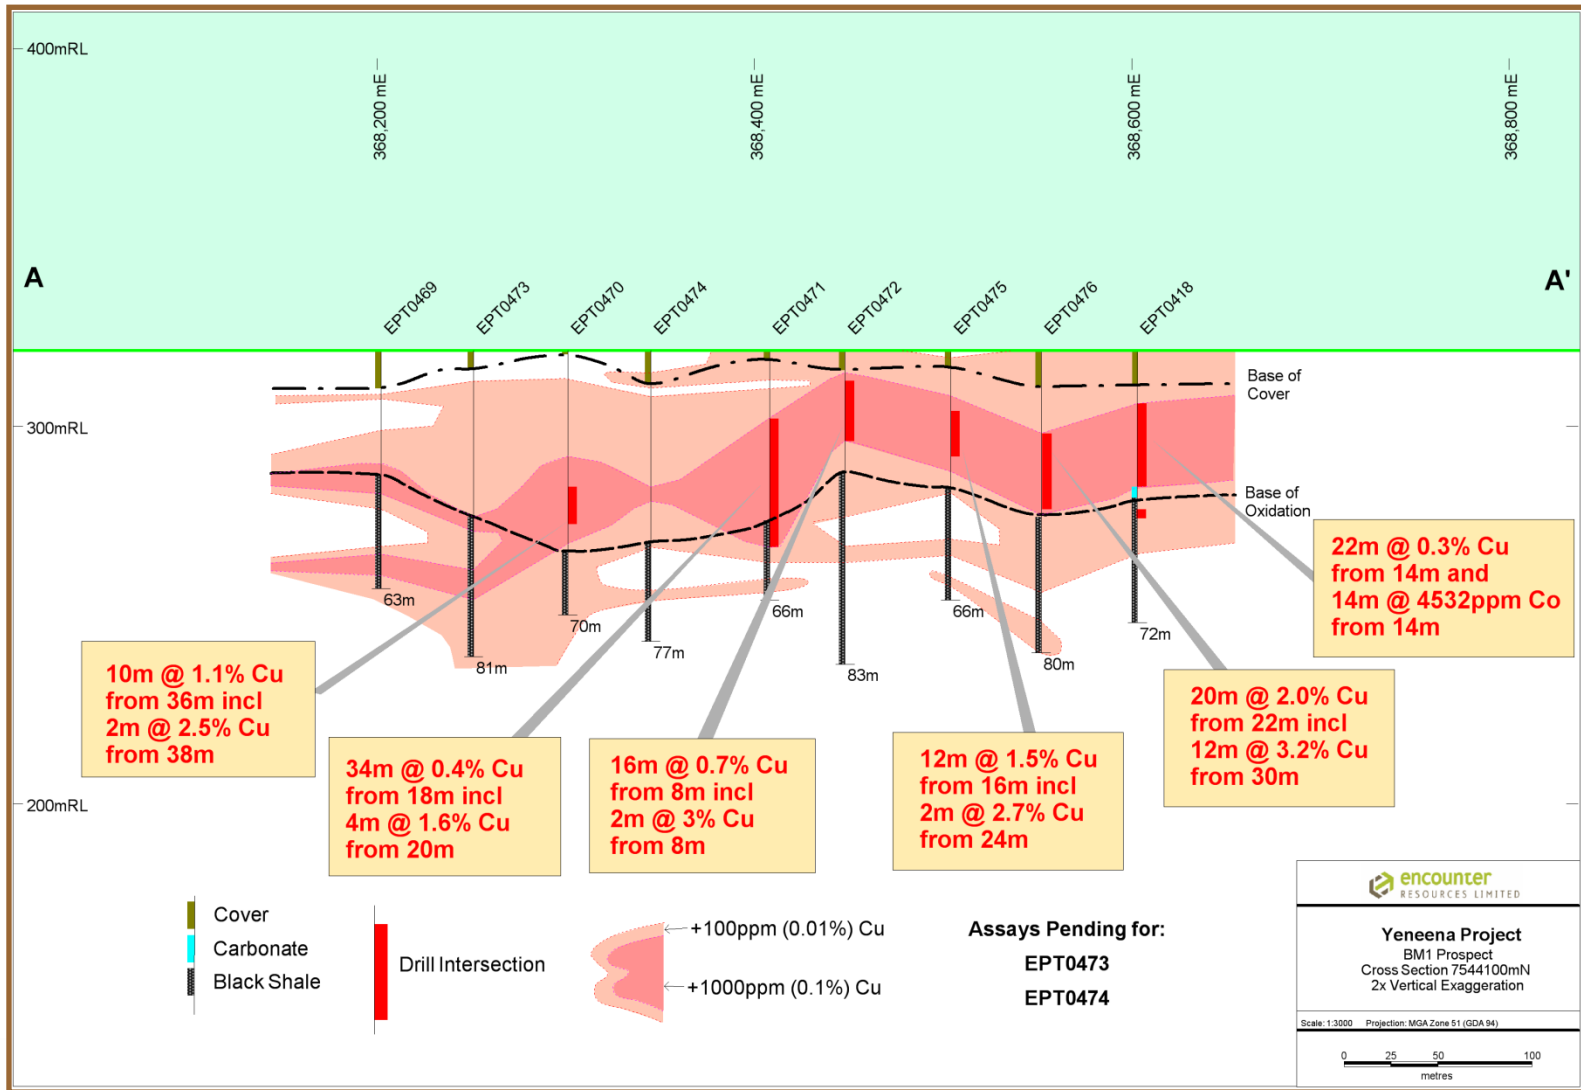 400mRL
368,200 mE
368,400 mE
368,600 mE
368,800 mE
A
A'
EPT0469
EPT0473
EPT0470
EPT0474
EPT0471
EPT0472
EPT0475
EPT0476
EPT0418
Base of
Cover
300mRL
Base of
Oxidation
63m
81m
70m
77m
66m
83m
66m
80m
72m
22m @ 0.3% Cu
from 14m and
14m @ 4532ppm Co
from 14m
10m @ 1.1% Cu
from 36m incl
2m @ 2.5% Cu
from 38m
20m @ 2.0% Cu
from 22m incl
12m @ 3.2% Cu
from 30m
34m @ 0.4% Cu
from 18m incl
4m @ 1.6% Cu
from 20m
16m @ 0.7% Cu
from 8m incl
2m @ 3% Cu
from 8m
12m @ 1.5% Cu
from 16m incl
2m @ 2.7% Cu
from 24m
200mRL
Cover
Carbonate
Black Shale
Drill Intersection
+100ppm (0.01%) Cu
+1000ppm (0.1%) Cu
Assays Pending for:
EPT0473
EPT0474
encounter
RESOURCES LIMITED
Yeneena Project
BM1 Prospect
Cross Section 7544100mN
2x Vertical Exaggeration
Scale: 1:3000 Projection: MGA Zone 51 (GDA 94)
0 25 50 100
metres